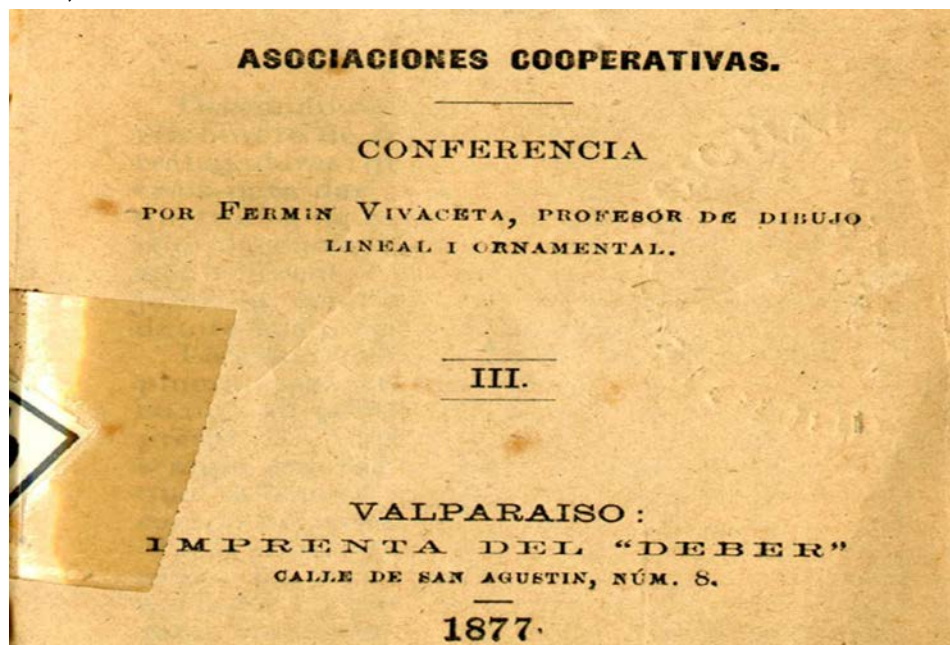 ASOCIACIONES COOPERATIVAS.
CONFERENCIA
POR FERMIN VIVACETA, PROFESOR DE DIBUJO
LINEAL I ORNAMENTAL.
III.
VALPARAISO:
IMPRENTA DEL "DEBER"
CALLE DE SAN AGUSTIN, NÚM. 8.
1877.